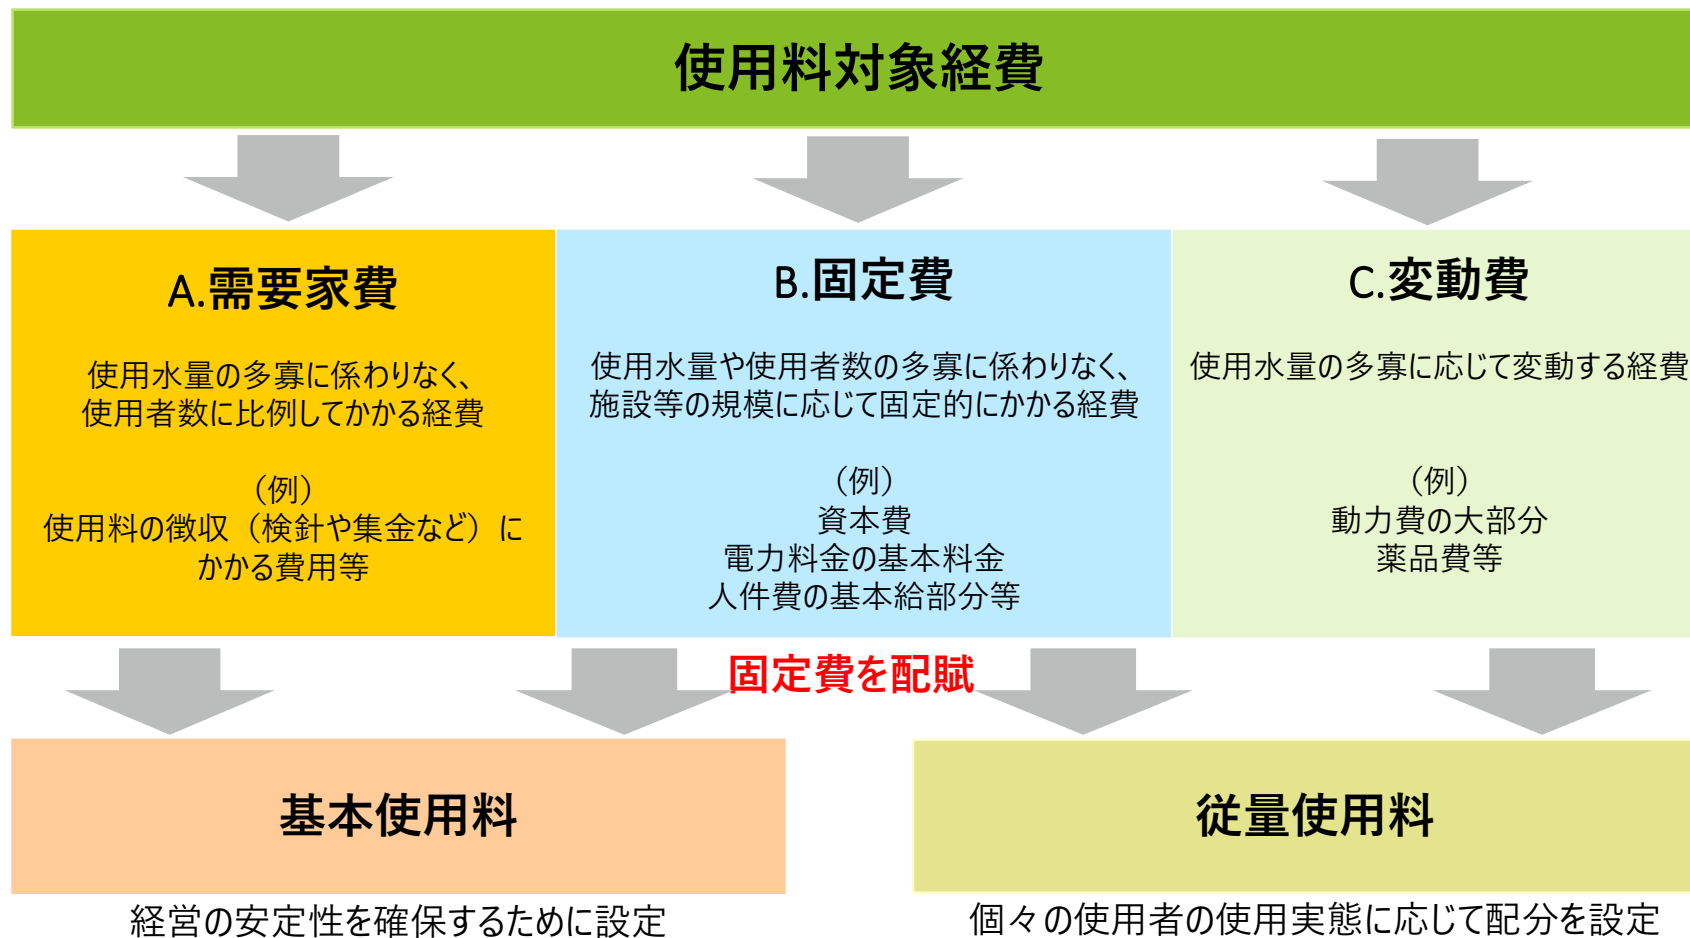 使用料対象経費
A.需要家費
使用水量の多寡に係わりなく、
使用者数に比例してかかる経費
（例）
使用料の徴収（検針や集金など）に
かかる費用等
B.固定費
使用水量や使用者数の多寡に係わりなく、
施設等の規模に応じて固定的にかかる経費
（例）
資本費
電力料金の基本料金
人件費の基本給部分等
C.変動費
使用水量の多寡に応じて変動する経費
（例）
動力費の大部分
薬品費等
固定費を配賦
基本使用料
経営の安定性を確保するために設定
従量使用料
個々の使用者の使用実態に応じて配分を設定